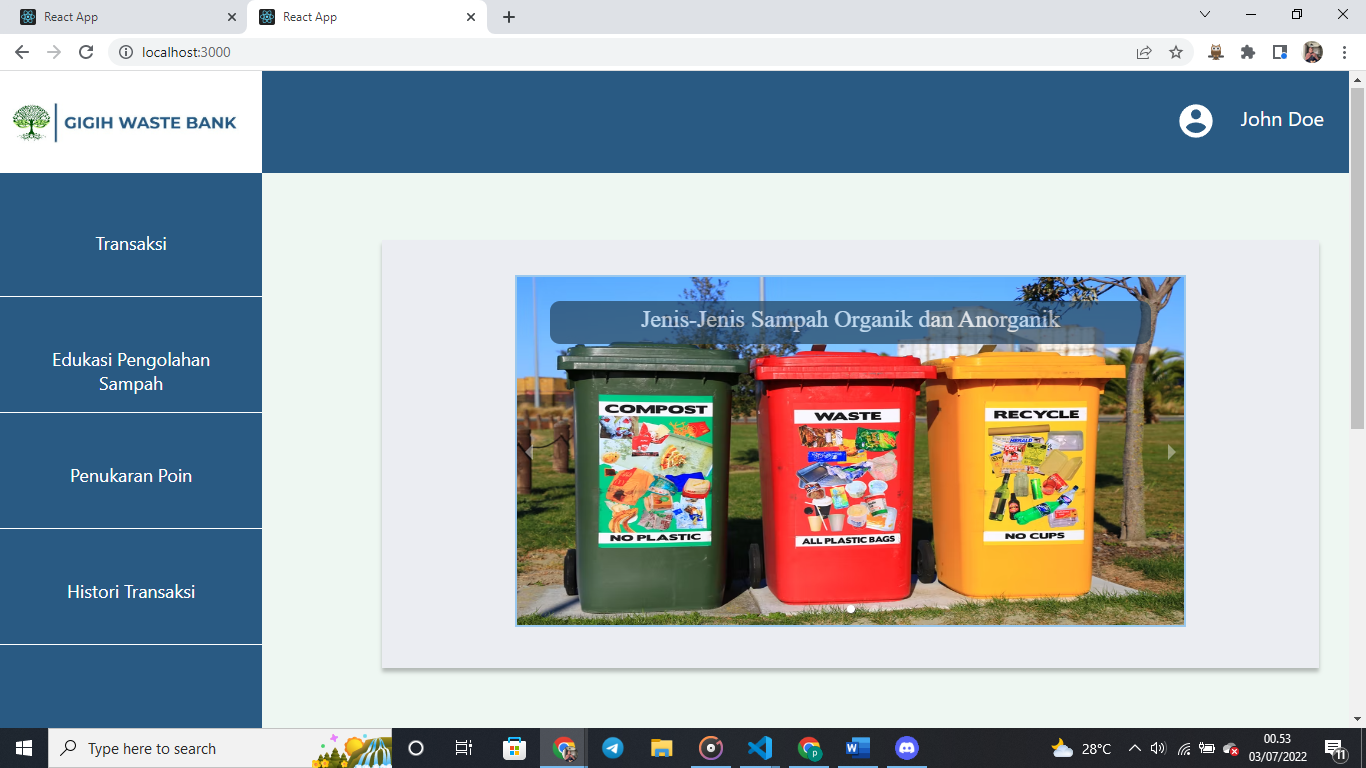 React App
React App
localhost:3000
GIGIH WASTE BANK
John Doe
Transaksi
Edukasi Pengolahan
Sampah
Penukaran Poin
Histori Transaksi
Jenis-Jenis Sampah Organik dan Anorganik
COMPOST
NO PLASTIC
WASTE
ALL PLASTIC BAGS
RECYCLE
HERALD
NO CUPS
Type here to search
28°C
00.53
03/07/2022
11